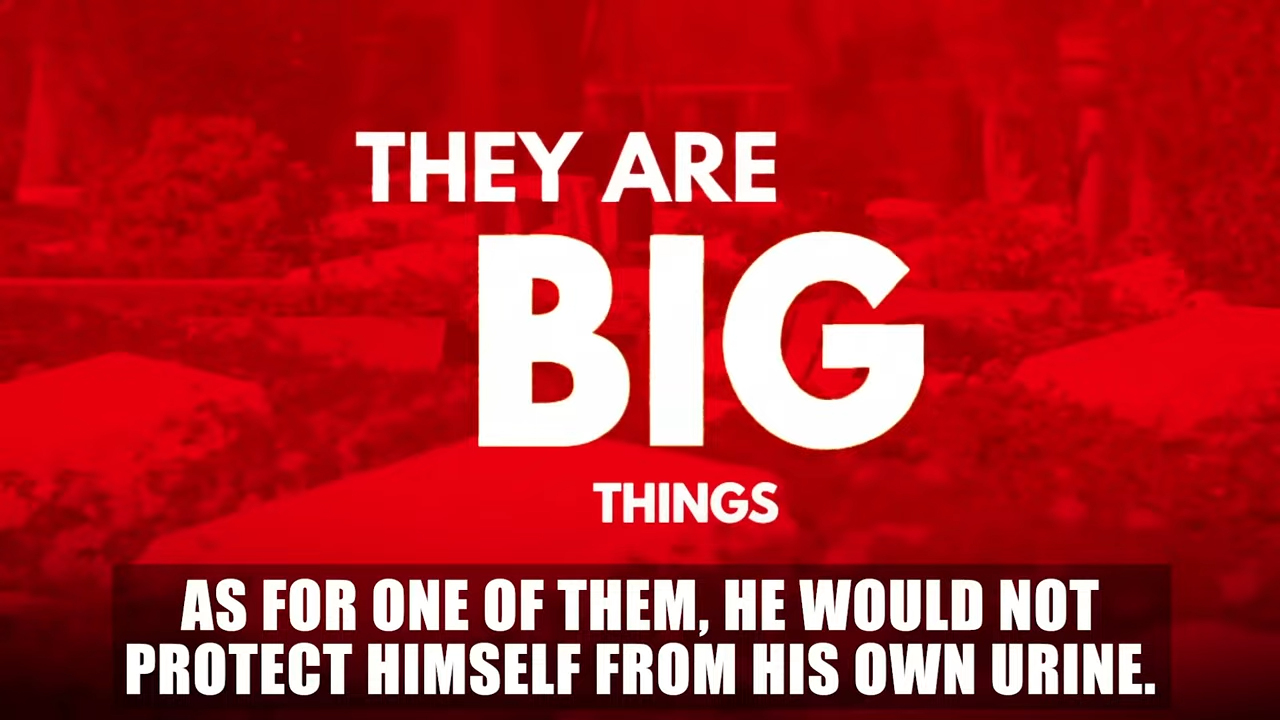 THEY ARE
BIG
THINGS
AS FOR ONE OF THEM, HE WOULD NOT
PROTECT HIMSELF FROM HIS OWN URINE.